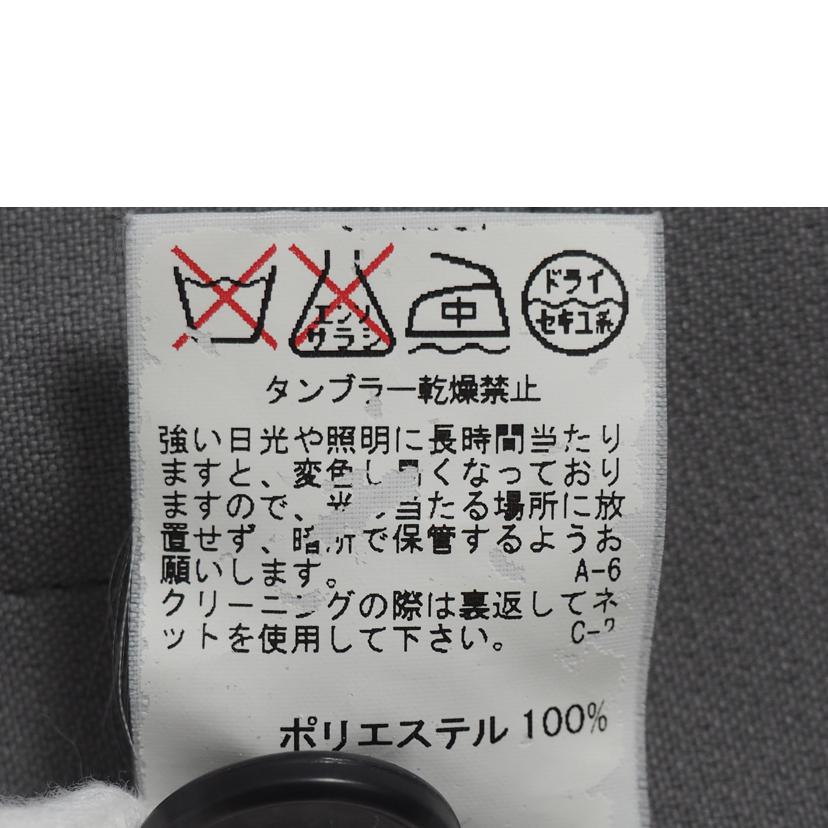 エンソ
サラシ
中
ドライ
セキユ系
タンブラー乾燥禁止
強い日光や照明に長時間当たり
ますと、変色し くなっており
ますので、光 当たる場所に放
置せず、暗所で保管するようお
願いします。 A-6
クリーニングの際は裏返してネ
ットを使用して下さい。 C-
ポリエステル 100%